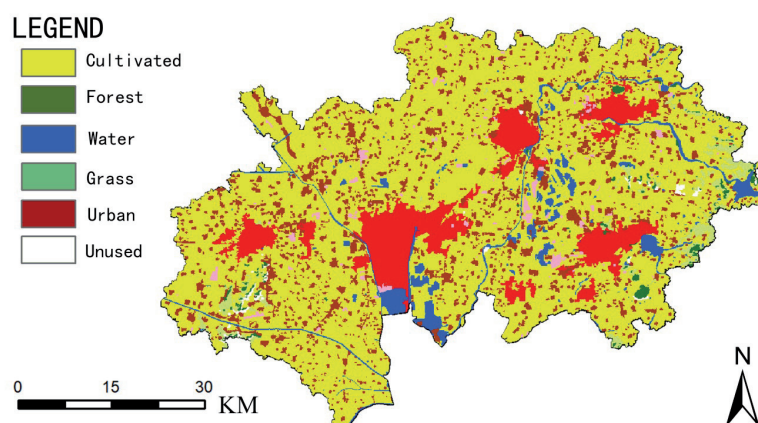 LEGEND
Cultivated
Forest
Water
Grass
Urban
Unused
N
0 15 30
KM